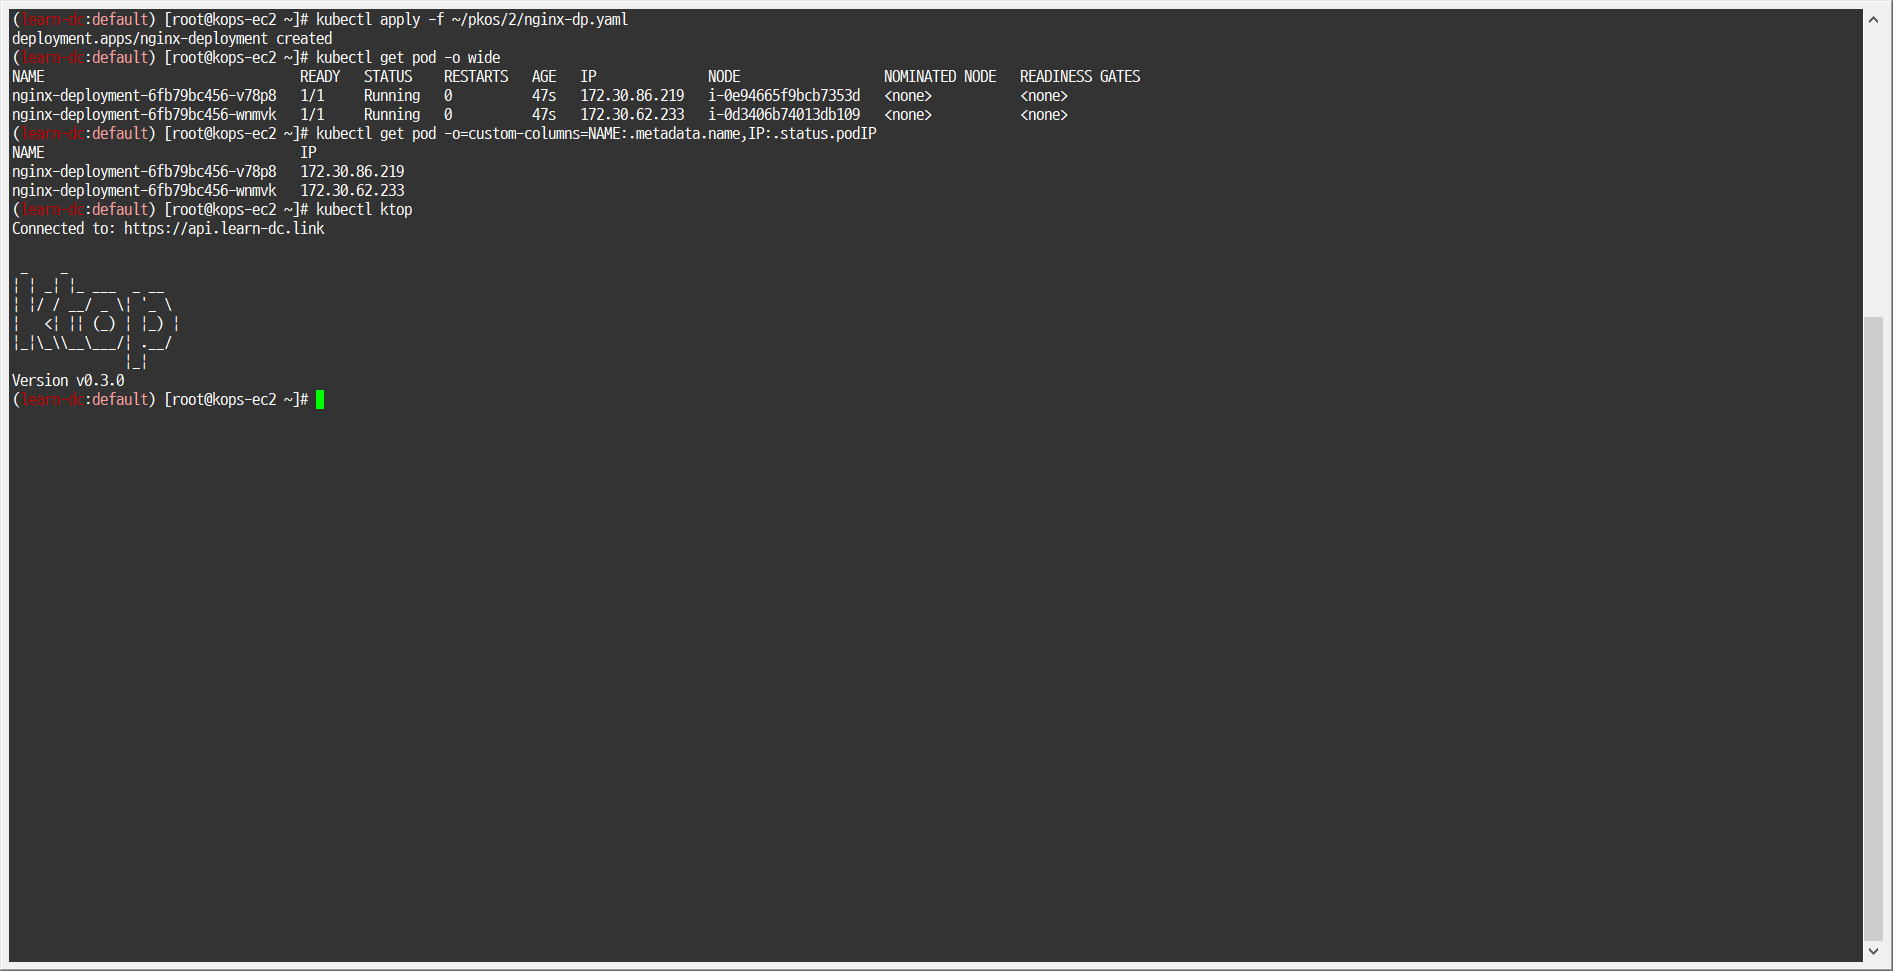 (learn-dc:default) [root@kops-ec2 ~]# kubectl apply -f ~/pkos/2/nginx-dp.yaml
deployment.apps/nginx-deployment created
(learn-dc:default) [root@kops-ec2 ~]# kubectl get pod -o wide
NAME                                READY   STATUS    RESTARTS   AGE   IP              NODE                  NOMINATED NODE   READINESS GATES
nginx-deployment-6fb79bc456-v78p8   1/1     Running   0          47s   172.30.86.219   i-0e94665f9bcb7353d   <none>           <none>
nginx-deployment-6fb79bc456-wnmvk   1/1     Running   0          47s   172.30.62.233   i-0d3406b74013db109   <none>           <none>
(learn-dc:default) [root@kops-ec2 ~]# kubectl get pod -o=custom-columns=NAME:.metadata.name,IP:.status.podIP
NAME                                IP
nginx-deployment-6fb79bc456-v78p8   172.30.86.219
nginx-deployment-6fb79bc456-wnmvk   172.30.62.233
(learn-dc:default) [root@kops-ec2 ~]# kubectl ktop
Connected to: https://api.learn-dc.link
 _    _
¦ ¦ _¦ ¦_ ___  _ __
¦ ¦/ / __/ _ \¦ '_ \
¦   <¦ ¦¦ (_) ¦ ¦_) ¦
¦_¦\_\\__\___/¦ .__/
              ¦_¦
Version v0.3.0
(learn-dc:default) [root@kops-ec2 ~]#